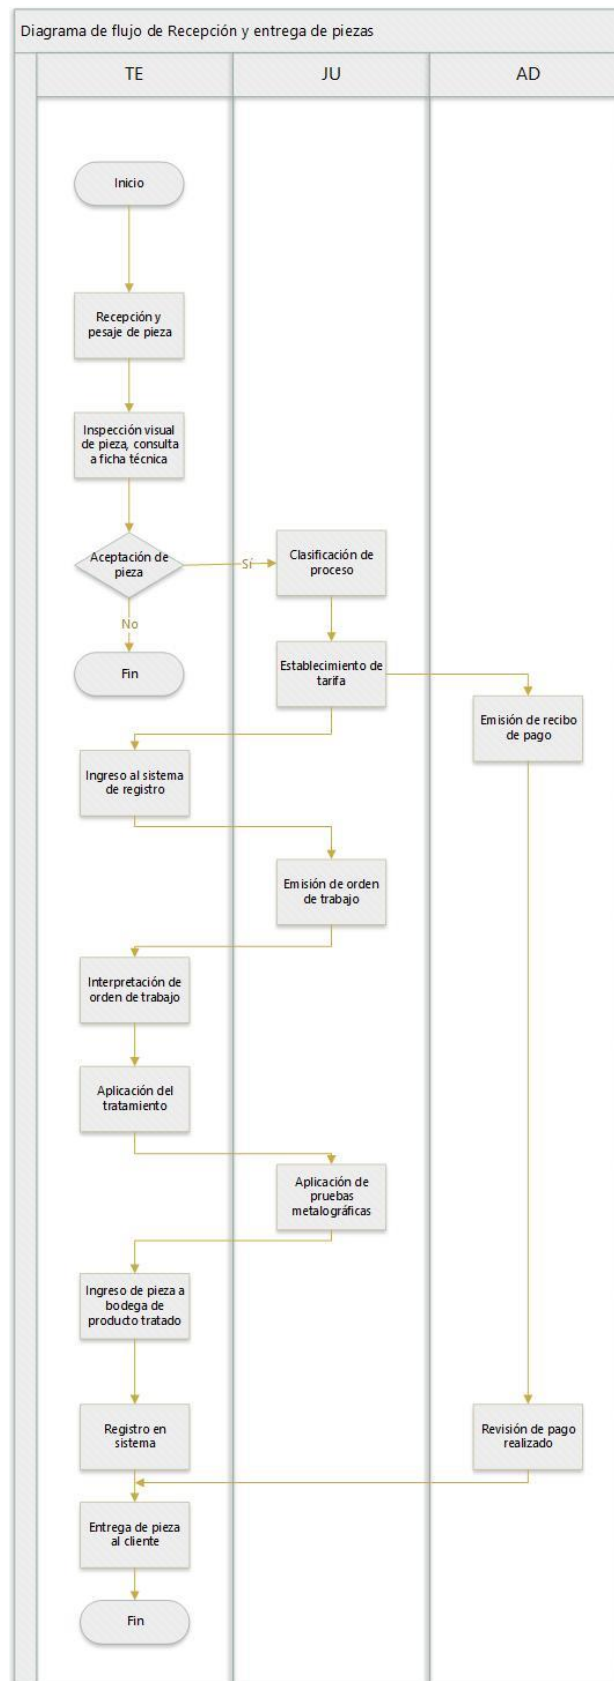 Diagrama de flujo de Recepción y entrega de piezas
TE
JU
AD
Inicio
Recepción y
pesaje de pieza
Inspección visual
de pieza, consulta
a ficha técnica
Aceptación de
pieza
Sí
Clasificación de
proceso
No
Fin
Establecimiento de
tarifa
Emisión de recibo
de pago
Ingreso al sistema
de registro
Emisión de orden
de trabajo
Interpretación de
orden de trabajo
Aplicación del
tratamiento
Aplicación de
pruebas
metalográficas
Ingreso de pieza a
bodega de
producto tratado
Registro en
sistema
Revisión de pago
realizado
Entrega de pieza
al cliente
Fin